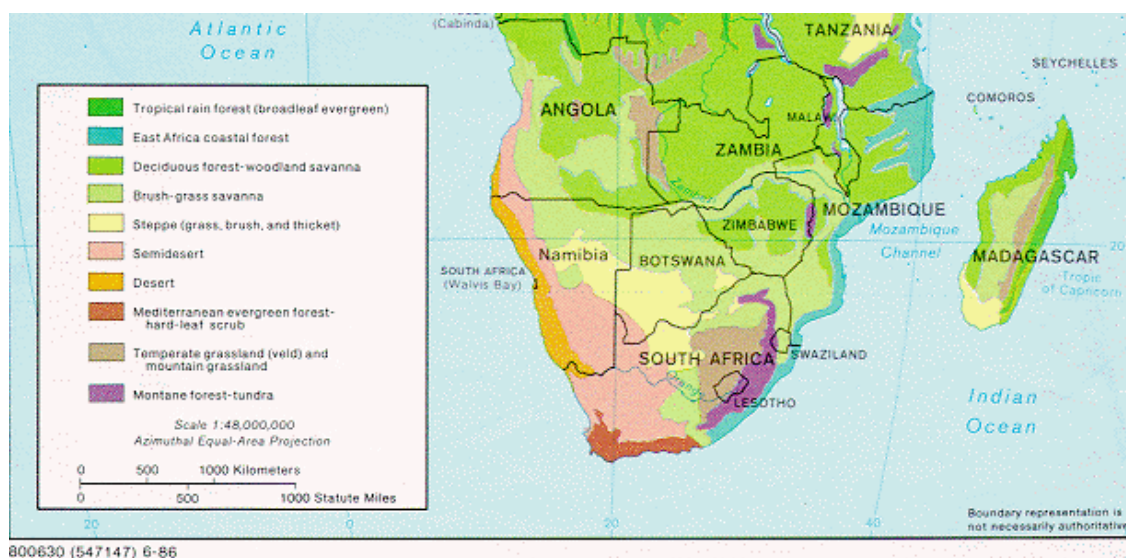 Atlantic
Ocean
(Cabinda)
TANZANIA
SEYCHELLES
COMOROS
Tropical rain forest (broadleaf evergreen)
East Africa coastal forest
Deciduous forest-woodland savanna
Brush-grass savanna
Steppe (grass, brush, and thicket)
Semidesert
Desert
Mediterranean evergreen forest-
hard-leaf scrub
Temperate grassland (veld) and
mountain grassland
Montane forest-tundra
Scale 1:48,000,000
Azimuthal Equal-Area Projection
0 500 1000 Kilometers
0 500 1000 Statute Miles
ANGOLA
MALAWI
ZAMBIA
ZIMBABWE
MOZAMBIQUE
Mozambique
Channel
MADAGASCAR
20
Tropic
of Capricorn
Namibia
BOTSWANA
SOUTH AFRICA
(Walvis Bay)
SOUTH AFRICA
SWAZILAND
Orange
LESOTHO
Indian
Ocean
20
0
20
40
Boundary representation is
not necessarily authoritative
800630 (547147) 6-86